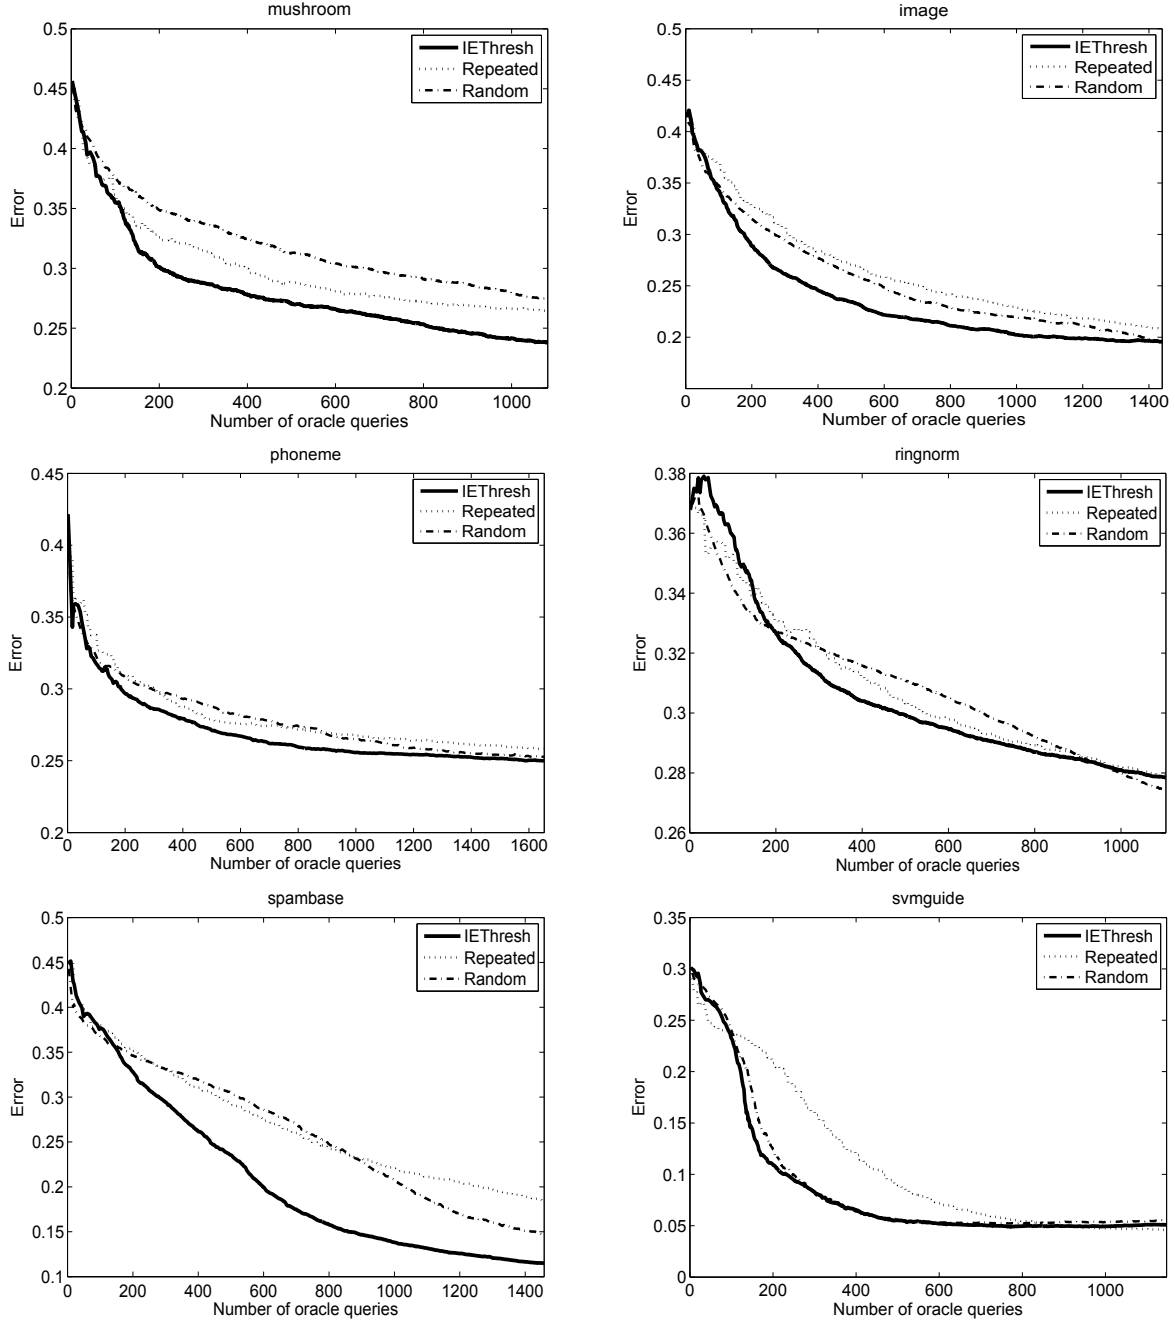 mushroom
0.5
0.45
0.4
0.35
0.3
0.25
0.2
Error
IEThresh
Repeated
Random
0 200 400 600 800 1000
Number of oracle queries
image
0.5
0.45
0.4
0.35
0.3
0.25
0.2
Error
IEThresh
Repeated
Random
0 200 400 600 800 1000 1200 1400
Number of oracle queries
phoneme
0.45
0.4
0.35
0.3
0.25
0.2
Error
IEThresh
Repeated
Random
0 200 400 600 800 1000 1200 1400 1600
Number of oracle queries
ringnorm
0.38
0.36
0.34
0.32
0.3
0.28
0.26
Error
IEThresh
Repeated
Random
0 200 400 600 800 1000
Number of oracle queries
spambase
0.5
0.45
0.4
0.35
0.3
0.25
0.2
0.15
0.1
Error
IEThresh
Repeated
Random
0 200 400 600 800 1000 1200 1400
Number of oracle queries
svmguide
0.35
0.3
0.25
0.2
0.15
0.1
0.05
0
Error
IEThresh
Repeated
Random
0 200 400 600 800 1000
Number of oracle queries